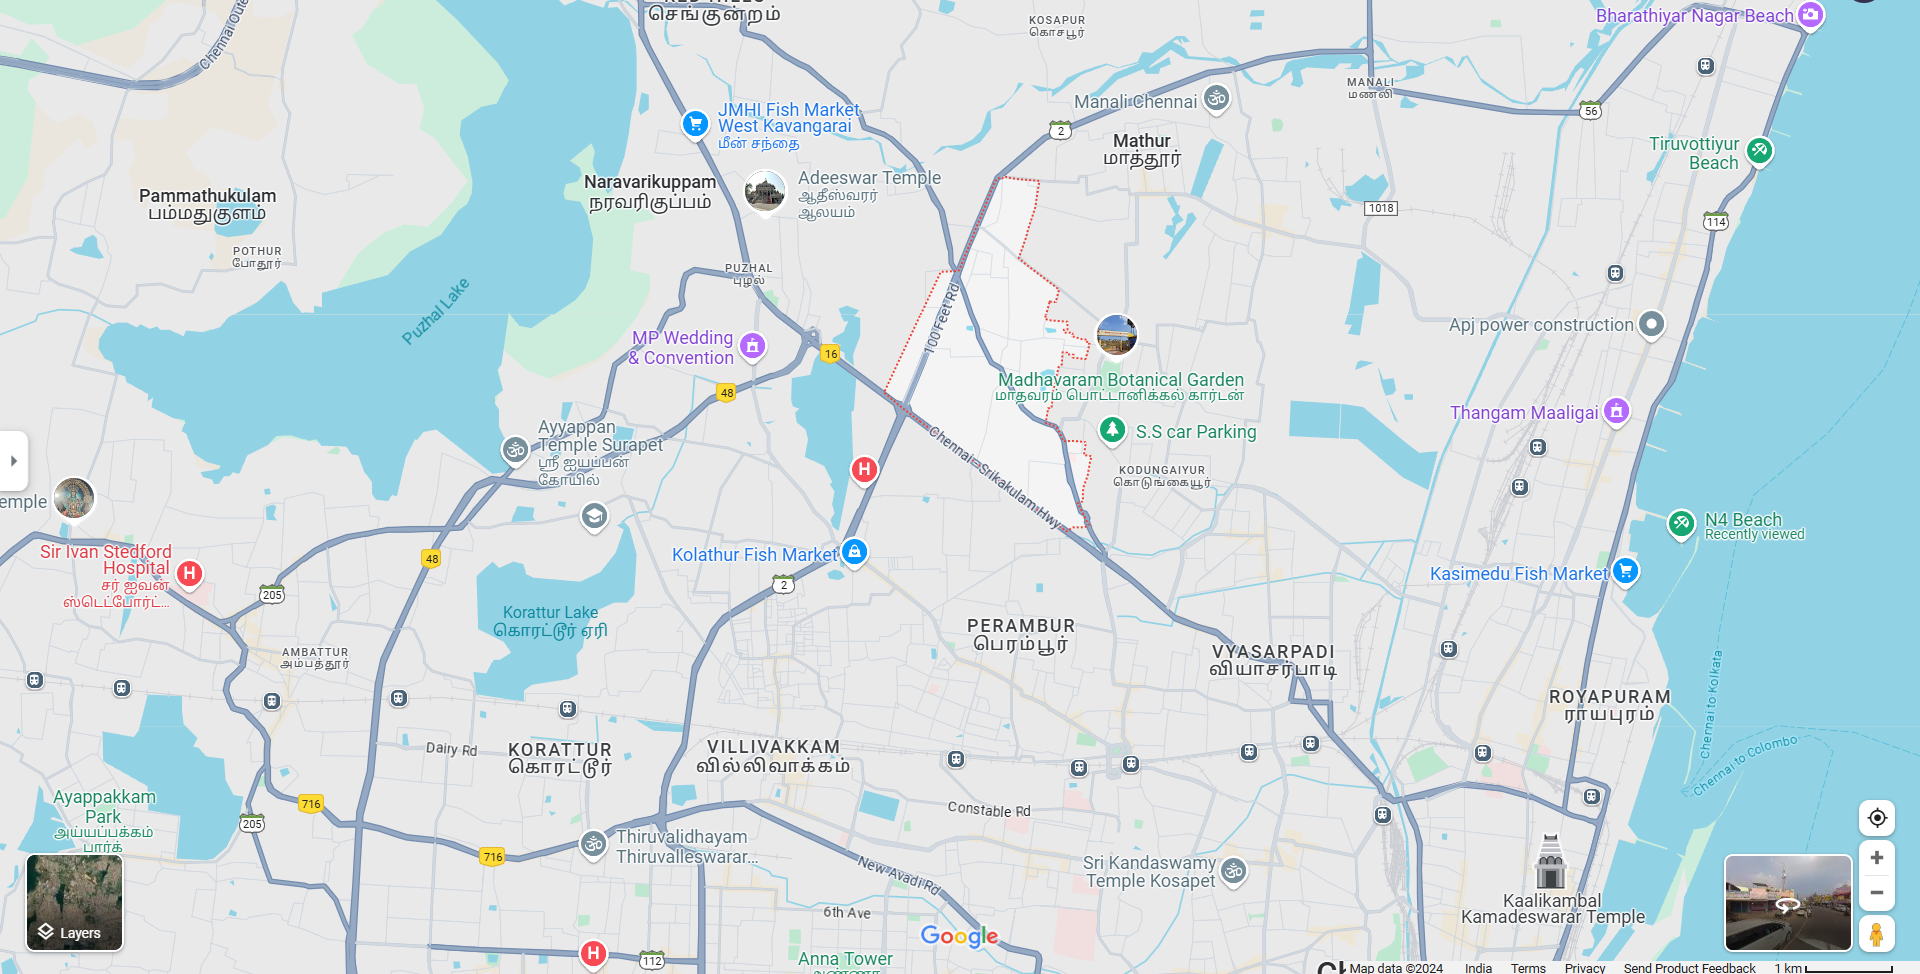 செங்குன்றம்
KOSAPUR
கொசபூர்
Bharathiyar Nagar Beach
MANALI
மணலி
56
JMHI Fish Market
West Kavangarai
மீன் சந்தை
Manali Chennai
2
Mathur
மாத்தூர்
Tiruvottiyur
Beach
Pammathukulam
பம்மதுகுளம்
Naravarikuppam
நரவரிகுப்பம்
Adeeswar Temple
ஆதீஸ்வரர்
ஆலயம்
1018
114
POTHUR
போதூர்
PUZHAL
புழல்
Puzhal Lake
100 Feet Rd
MP Wedding
& Convention
16
48
Apj power construction
Madhavaram Botanical Garden
மாதவரம் பொட்டானிக்கல் கார்டன்
Thangam Maaligai
S.S car Parking
Ayyappan
Temple Surapet
ஸ்ரீ ஐயப்பன்
கோயில்
Chennai - Srikakulam Hwy
H
KODUNGAIYUR
கொடுங்கையூர்
emple
N4 Beach
Recently viewed
Sir Ivan Stedford
Hospital
சர் ஐவன்
ஸ்டெட்போர்ட்...
H
48
Kolathur Fish Market
2
205
Kasimedu Fish Market
Korattur Lake
கொரட்டூர் ஏரி
PERAMBUR
பெரம்பூர்
VYASARPADI
வியாசர்பாடி
AMBATTUR
அம்பத்தூர்
ROYAPURAM
ராயபுரம்
Chennai to Kolkata
Chennai to Colombo
Dairy Rd
KORATTUR
கொரட்டூர்
VILLIVAKKAM
வில்லிவாக்கம்
Ayappakkam
Park
அய்யப்பக்கம்
பார்க்
716
205
Constable Rd
716
Thiruvalidhayam
Thiruvalleswarar...
New Avadi Rd
Sri Kandaswamy
Temple Kosapet
Kaalikambal
Kamadeswarar Temple
6th Ave
Layers
Google
H
112
Anna Tower
Map data ©2024 India Terms Privacy Send Product Feedback 1 km